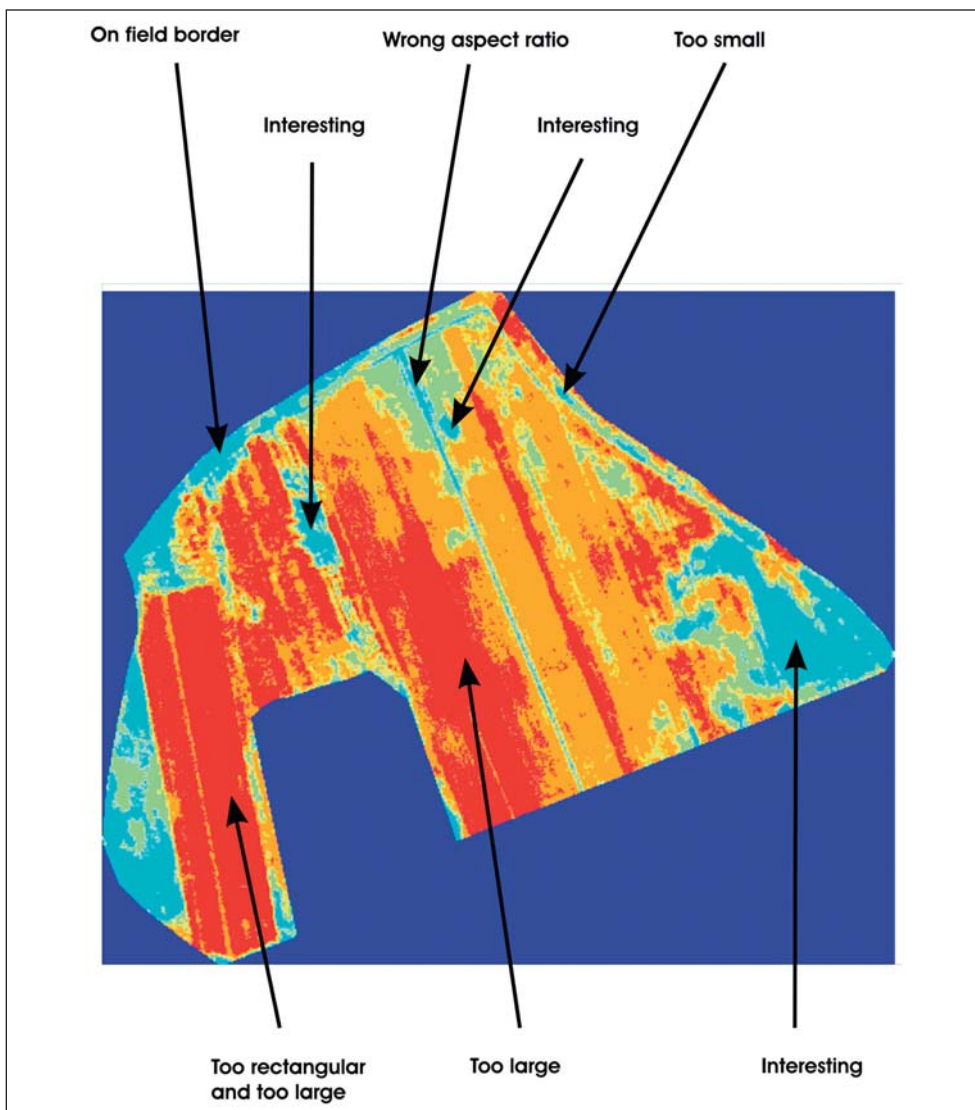 On field border
Wrong aspect ratio
Too small
Interesting
Interesting
Too rectangular
and too large
Too large
Interesting